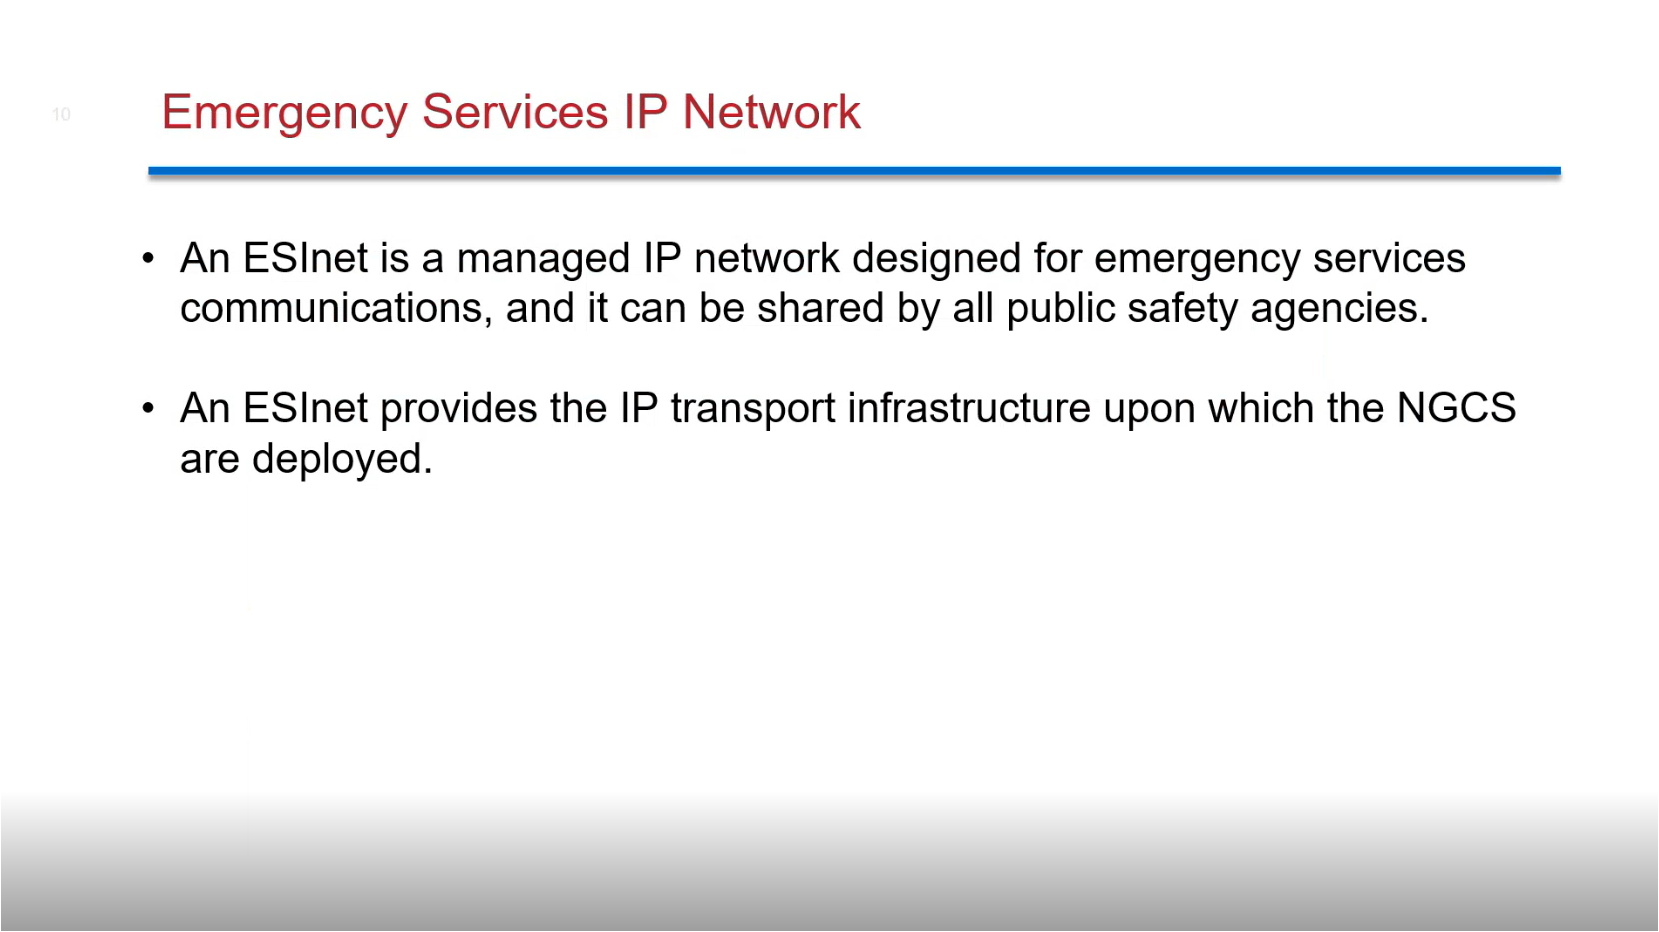 10
Emergency Services IP Network
• An ESInet is a managed IP network designed for emergency services
communications, and it can be shared by all public safety agencies.
• An ESInet provides the IP transport infrastructure upon which the NGCS
are deployed.